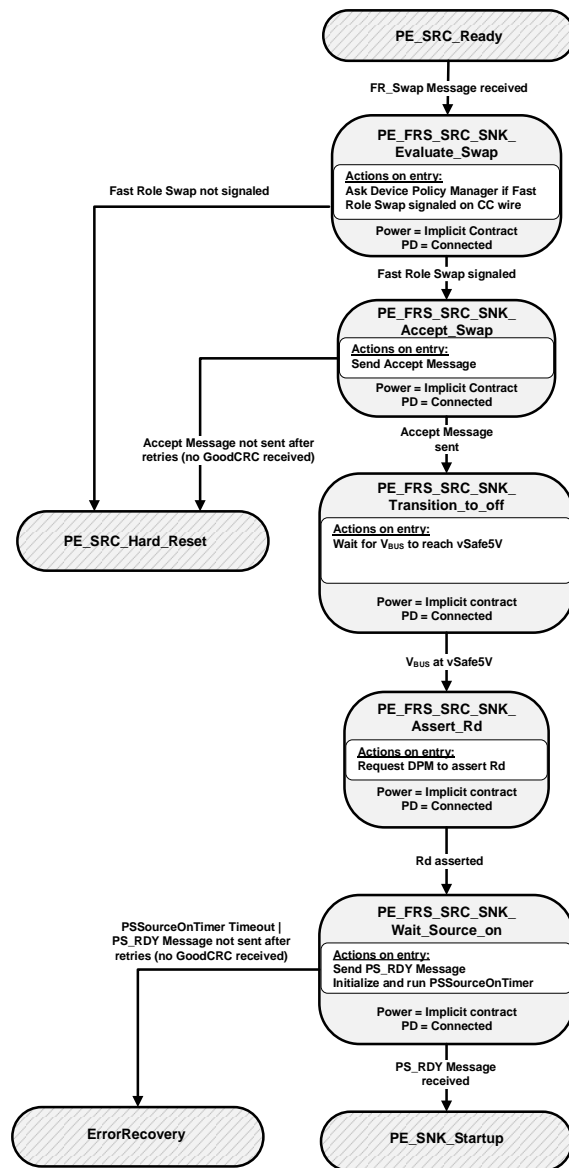 PE_SRC_Ready
FR_Swap Message received
PE_FRS_SRC_SNK_
Evaluate_Swap
Actions on entry:
Ask Device Policy Manager if Fast
Role Swap signaled on CC wire
Power = Implicit Contract
PD = Connected
Fast Role Swap not signaled
Fast Role Swap signaled
PE_FRS_SRC_SNK_
Accept_Swap
Actions on entry:
Send Accept Message
Power = Implicit Contract
PD = Connected
Accept Message not sent after
retries (no GoodCRC received)
Accept Message
sent
PE_SRC_Hard_Reset
PE_FRS_SRC_SNK_
Transition_to_off
Actions on entry:
Wait for VBUS to reach vSafe5V
Power = Implicit contract
PD = Connected
VBUS at vSafe5V
PE_FRS_SRC_SNK_
Assert_Rd
Actions on entry:
Request DPM to assert Rd
Power = Implicit contract
PD = Connected
Rd asserted
PE_FRS_SRC_SNK_
Wait_Source_on
Actions on entry:
Send PS_RDY Message
Initialize and run PSSourceOnTimer
Power = Implicit contract
PD = Connected
PSSourceOnTimer Timeout |
PS_RDY Message not sent after
retries (no GoodCRC received)
PS_RDY Message
received
ErrorRecovery
PE_SNK_Startup